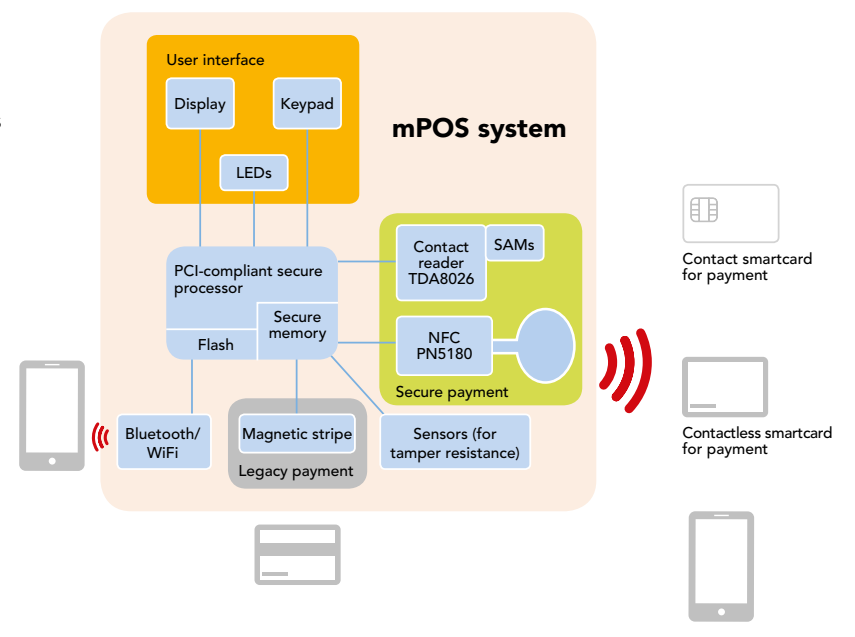 User interface
Display
Keypad
LEDs
mPOS system
PCI-compliant secure
processor
Secure
memory
Flash
Contact
reader
TDA8026
SAMs
NFC
PN5180
Secure payment
Bluetooth/
WiFi
Magnetic stripe
Legacy payment
Sensors (for
tamper resistance)
Contact smartcard
for payment
Contactless smartcard
for payment